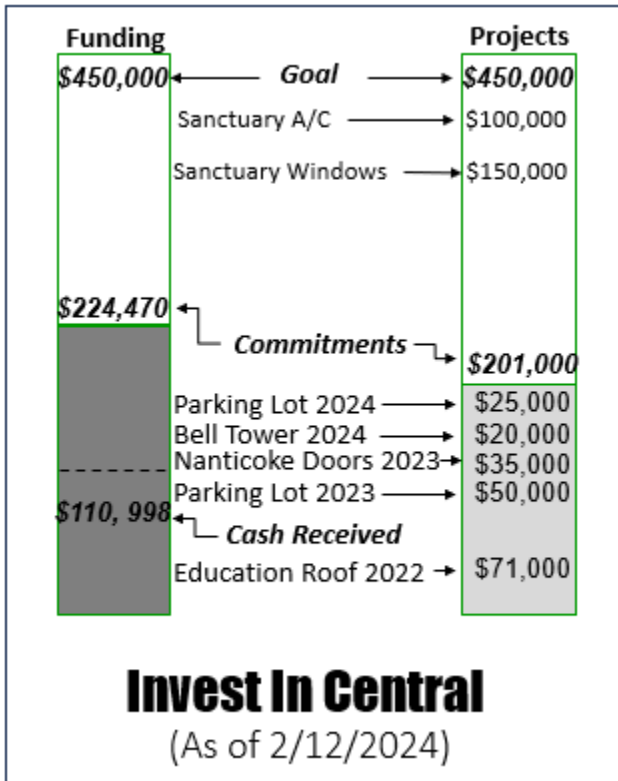 Funding Projects
$450,000 Goal $450,000
Sanctuary A/C $100,000
Sanctuary Windows $150,000
$224,470
Commitments
$201,000
Parking Lot 2024 $25,000
Bell Tower 2024 $20,000
Nanticoke Doors 2023 $35,000
Parking Lot 2023 $50,000
$110, 998
Cash Received
Education Roof 2022 $71,000
Invest In Central
(As of 2/12/2024)